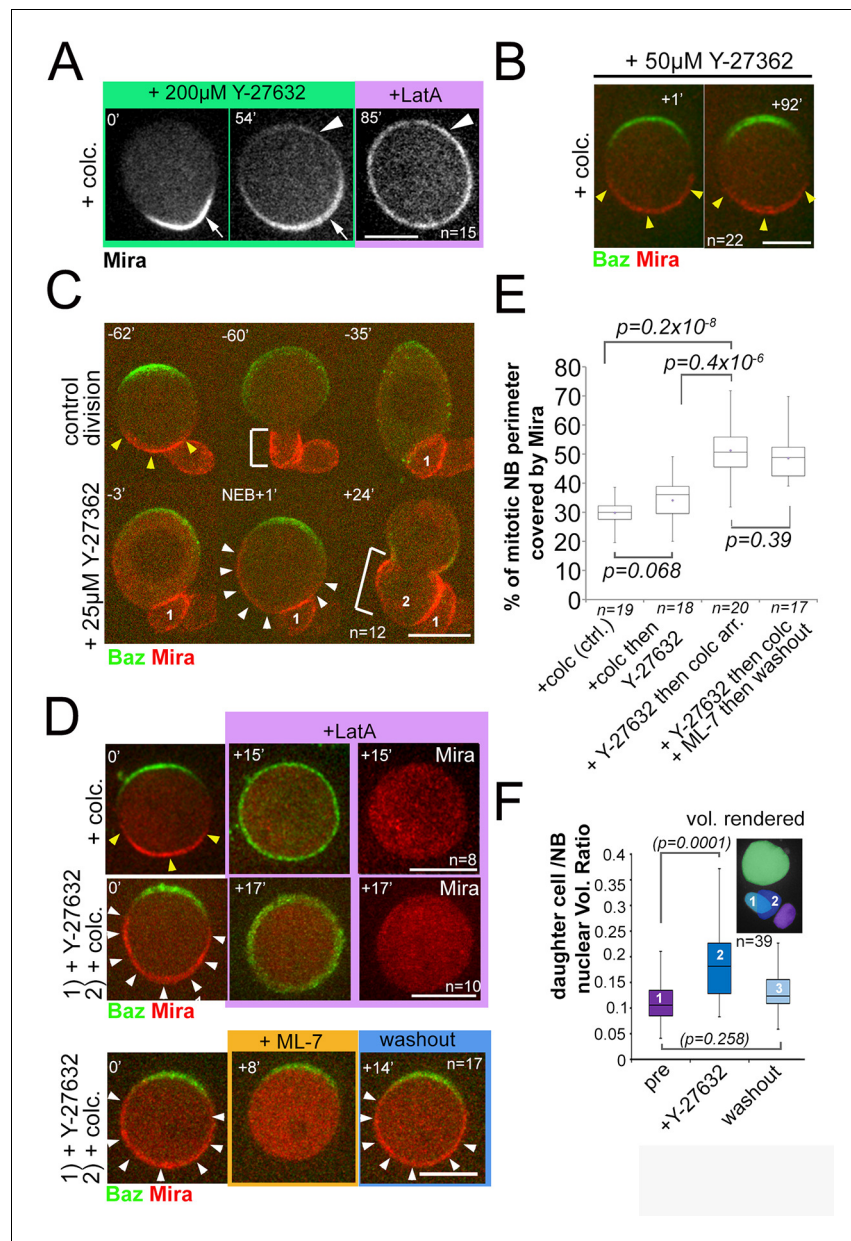 A
+ 200µM Y-27632
+LatA
+ colc.
0'
54'
85'
n=15
Mira
B
+ 50µM Y-27362
+ colc.
+1'
+92'
n=22
Baz Mira
C
control division
-62'
-60'
-35'
1
+ 25µM Y-27362
-3'
NEB+1'
+24'
1
1
2
1
n=12
Baz Mira
D
+LatA
+ colc.
0'
+15'
+15'
Mira
n=8
1) + Y-27632
2) + colc.
0'
+17'
+17'
Mira
n=10
Baz Mira
+ ML-7
washout
1) + Y-27632
2) + colc.
0'
+8'
+14'
n=17
Baz Mira
E
p=0.2x10-8
p=0.4x10-6
% of mitotic NB perimeter
covered by Mira
80
70
60
50
40
30
20
10
0
p=0.068
p=0.39
n=19
n=18
n=20
n=17
+colc (ctrl.)
+colc then
Y-27632
+ Y-27632 then colc arr.
+ Y-27632 then colc
+ ML-7 then washout
F
vol. rendered
(p=0.0001)
daughter cell /NB
nuclear Vol. Ratio
0.4
0.35
0.3
0.25
0.2
0.15
0.1
0.05
0
1
2
n=39
1
2
3
(p=0.258)
pre
+Y-27632
washout